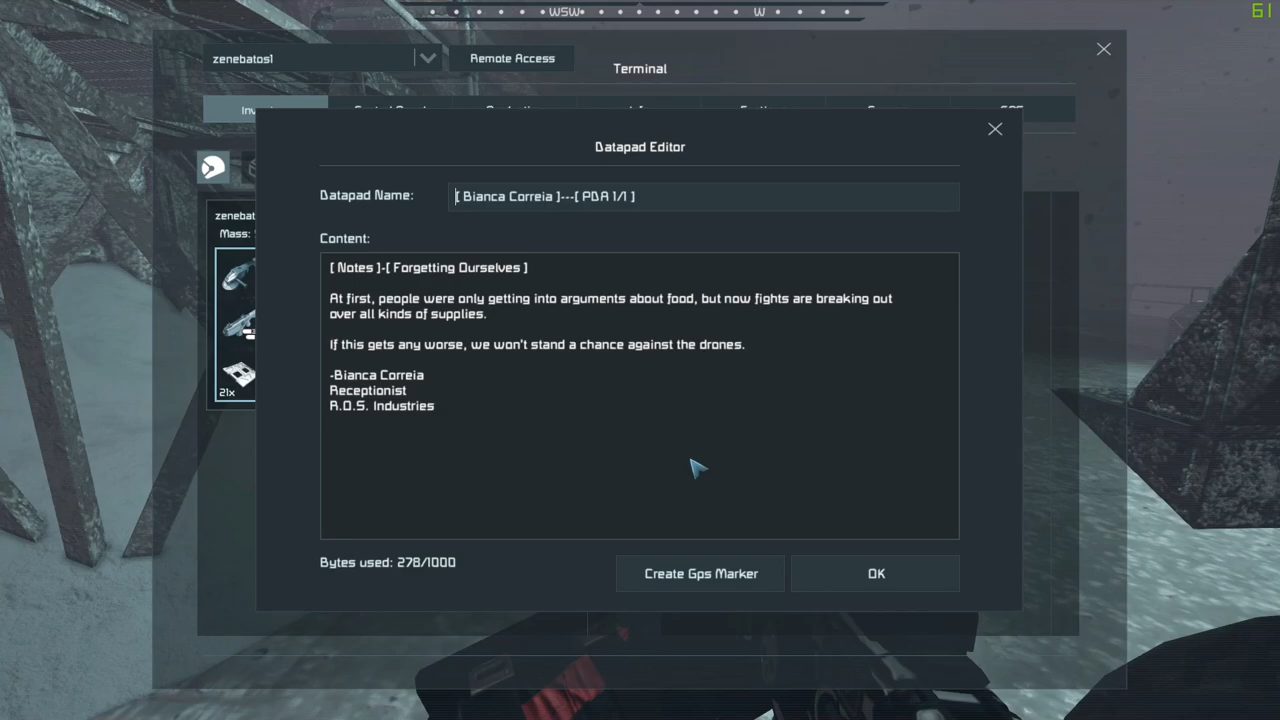 WSW
W
61
zenebatos1
Remote Access
Terminal
Datapad Editor
Datapad Name:
[ Bianca Correia ]---[ PDA 1/1 ]
Content:
[ Notes ]-[ Forgetting Ourselves ]
At first, people were only getting into arguments about food, but now fights are breaking out
over all kinds of supplies.
If this gets any worse, we won't stand a chance against the drones.
-Bianca Correia
Receptionist
R.O.S. Industries
zenebat
Mass:
21x
Bytes used: 278/1000
Create Gps Marker
OK